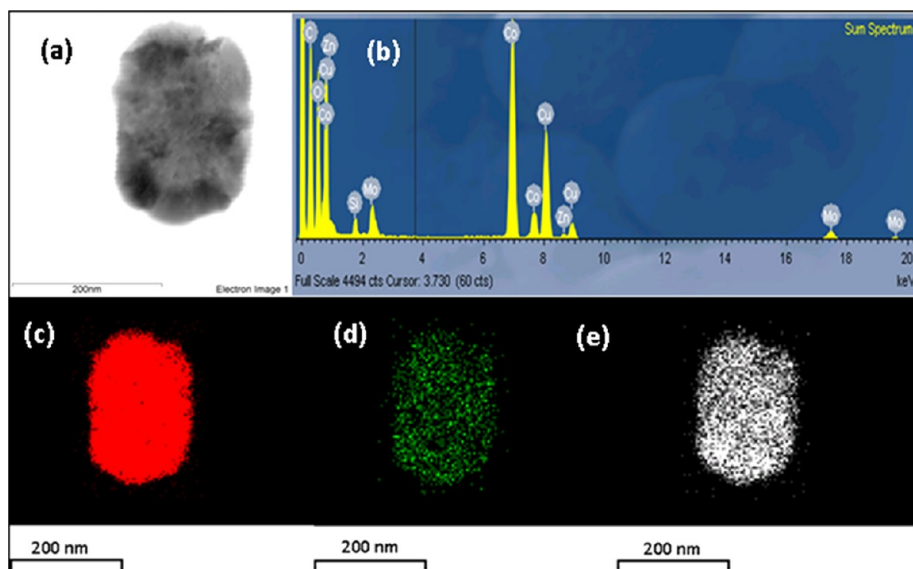 (a)
200nm
Electron Image 1
(b)
Sum Spectrum
Zn
Cu
O
Co
Si
Mo
Co
Co
Cu
Zn
Cu
Mo
Mo
0 2 4 6 8 10 12 14 16 18 20
Full Scale 4494 cts Cursor: 3.730 (60 cts)
keV
(c)
(d)
(e)
200 nm
200 nm
200 nm